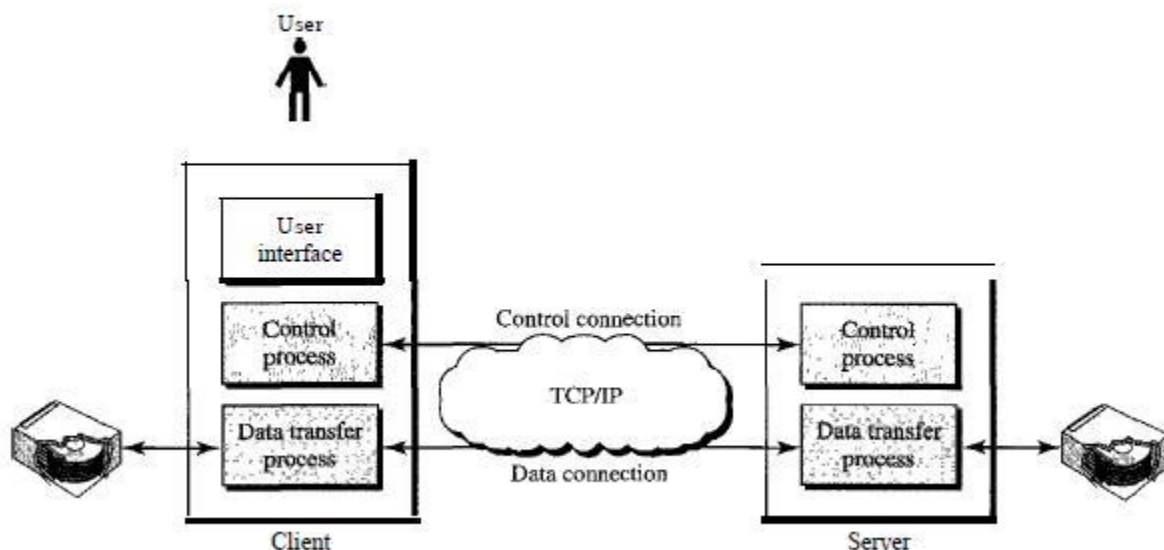 User
User
interface
Control
process
Data transfer
process
Client
Control connection
TCP/IP
Data connection
Control
process
Data transfer
process
Server